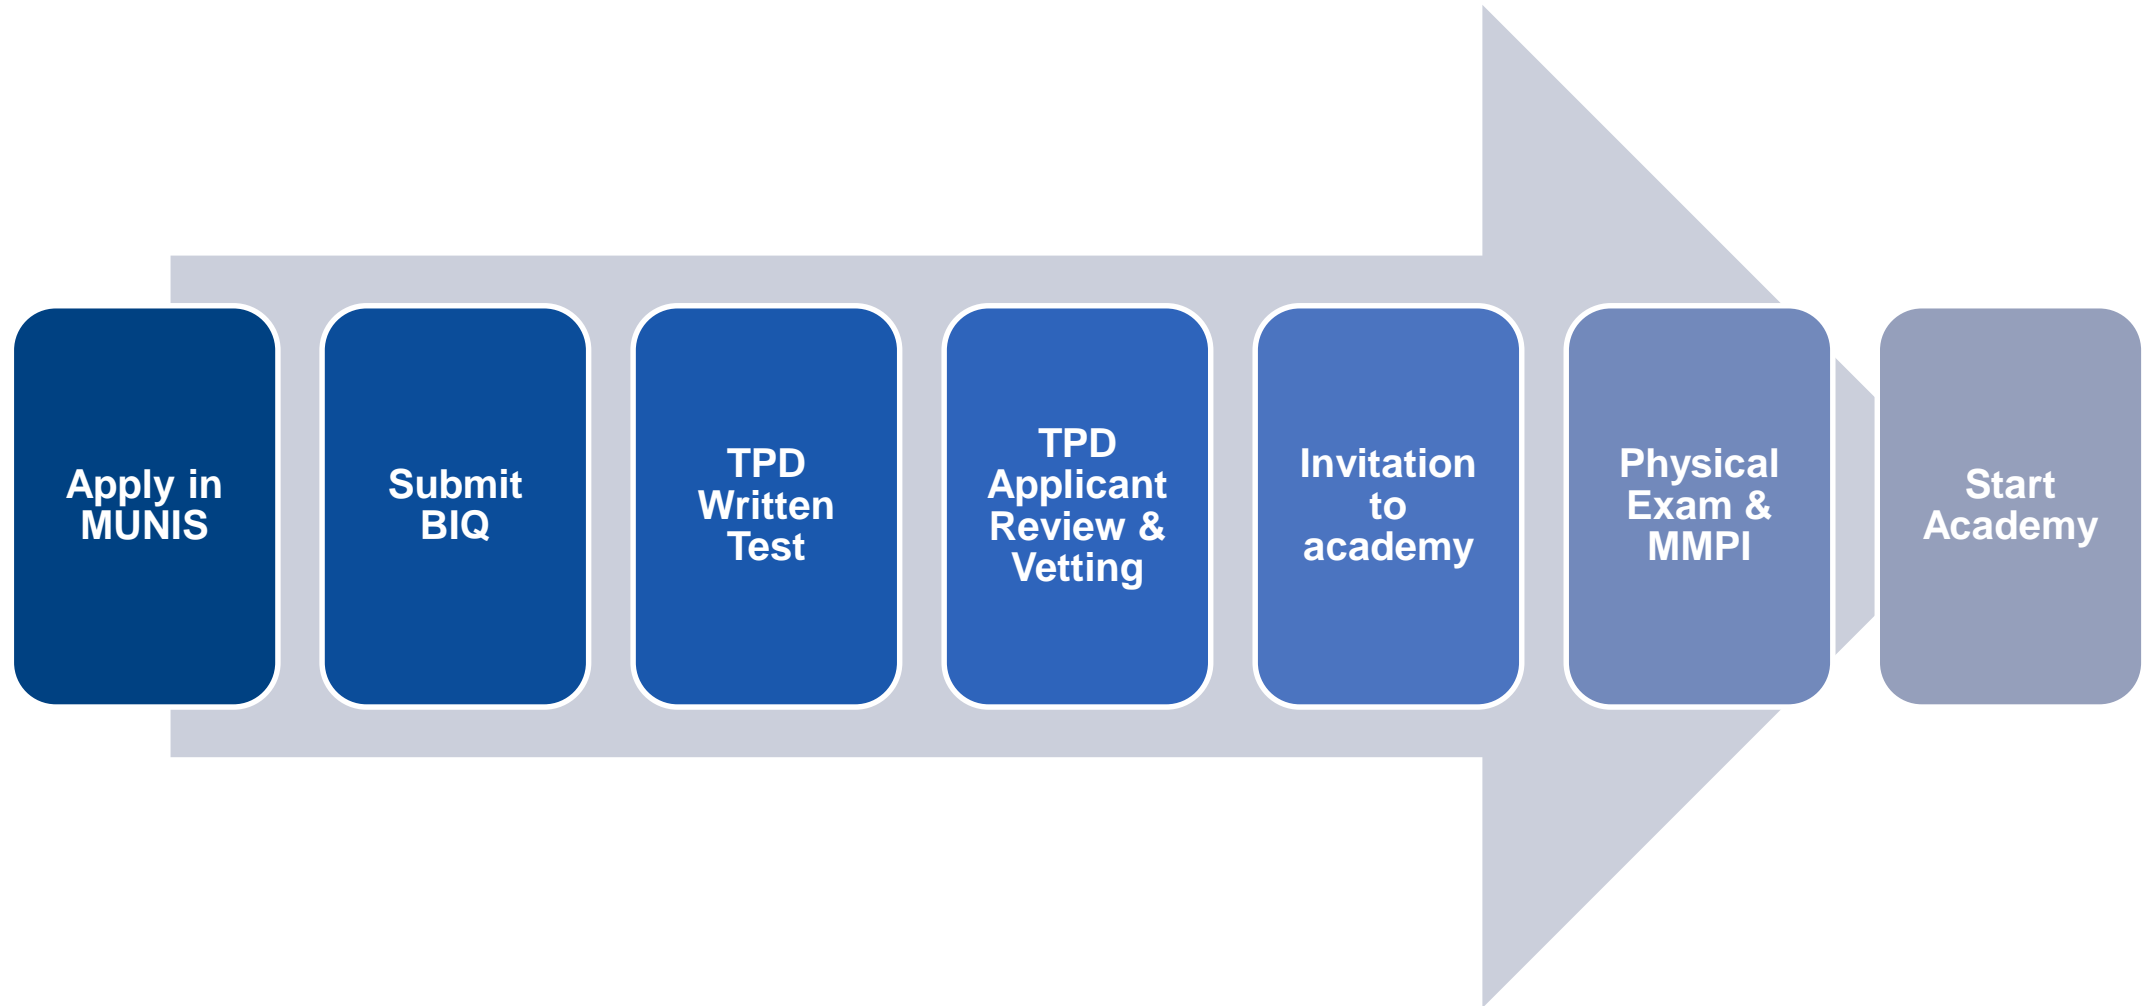 Apply in
MUNIS
Submit
BIQ
TPD
Written
Test
TPD
Applicant
Review &
Vetting
Invitation
to
academy
Physical
Exam &
MMPI
Start
Academy